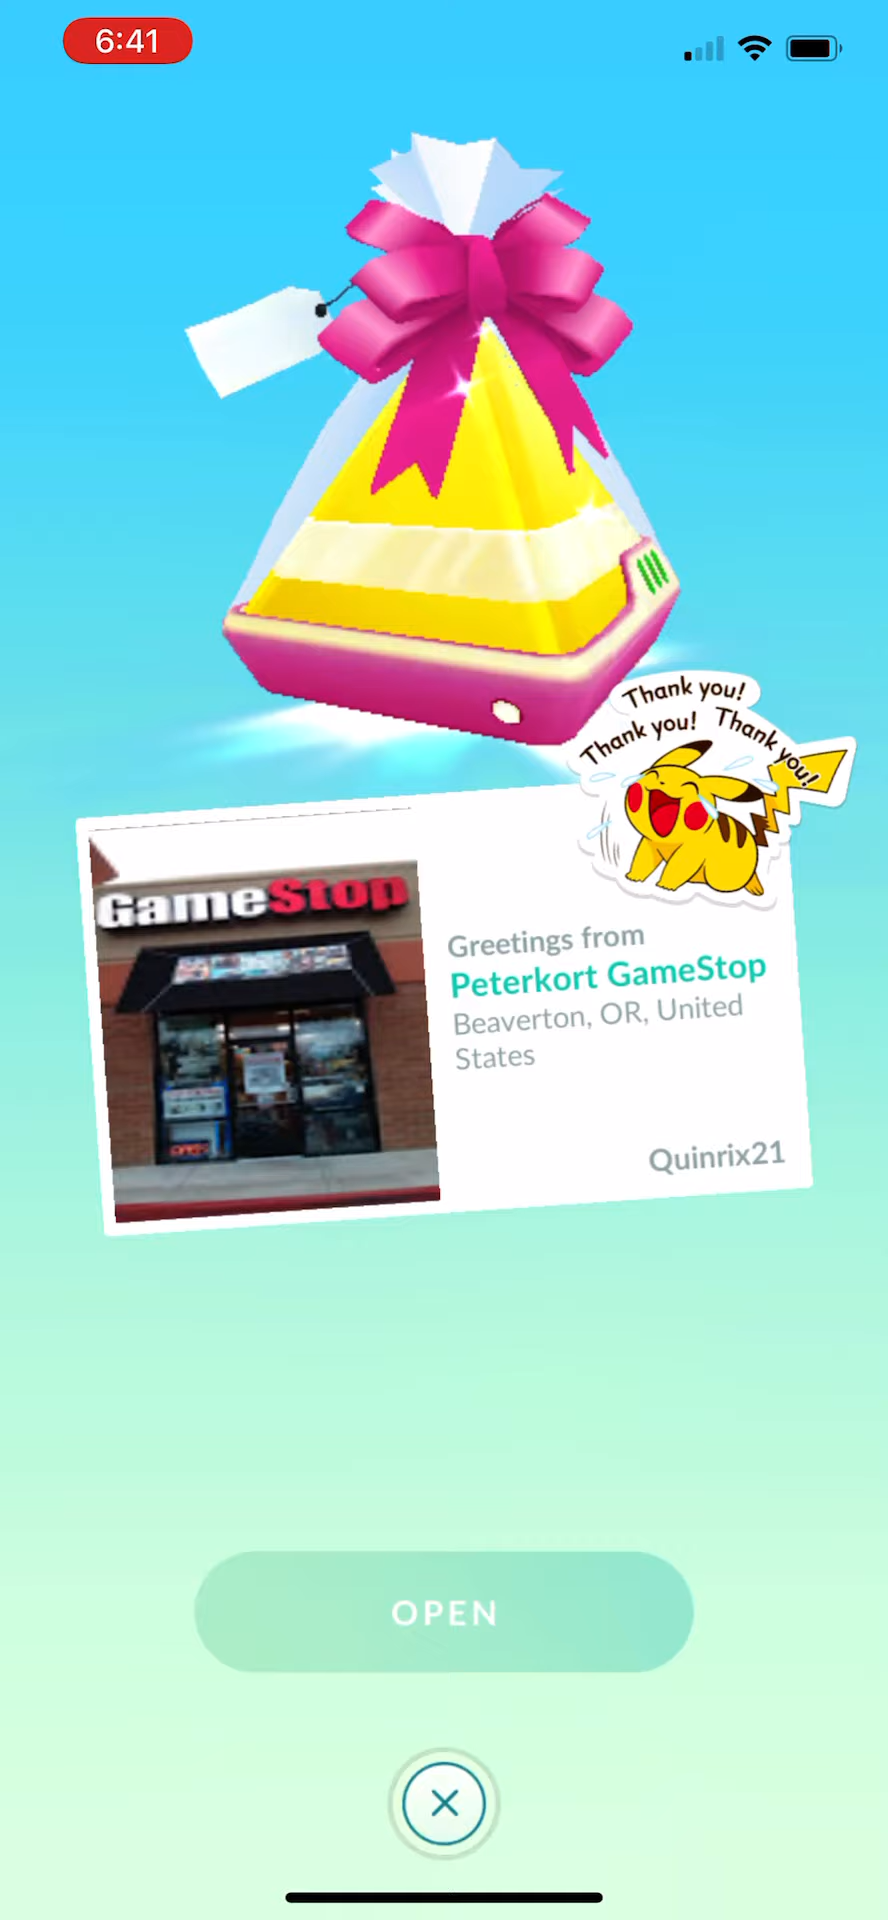 6:41
Thank you!
Thank you! Thank you!
GameStop
Greetings from
Peterkort GameStop
Beaverton, OR, United
States
Quinrix21
OPEN